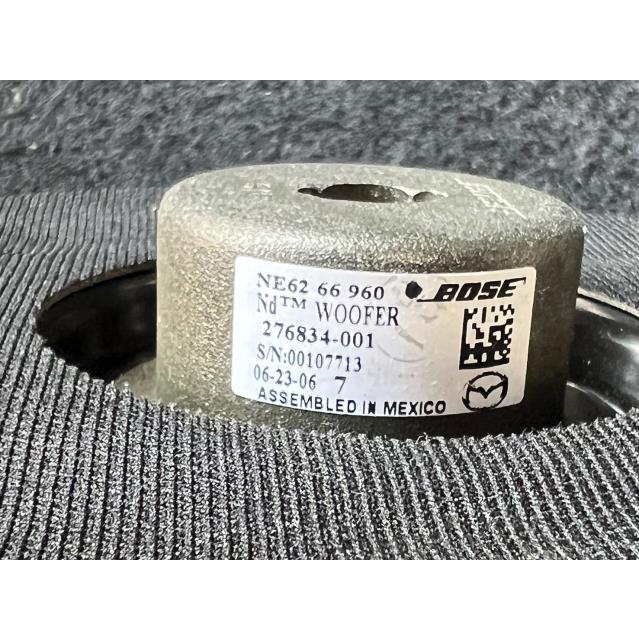 NE62 66 960 BOSE
Nd™ WOOFER
276834-001
S/N:00107713
06-23-06 7
ASSEMBLED IN MEXICO